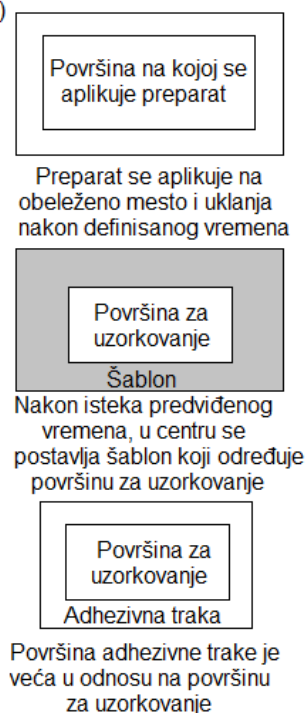 )
Površina na kojoj se
aplikuje preparat
Preparat se aplikuje na
obeleženo mesto i uklanja
nakon definisanog vremena
Površina za
uzorkovanje
Šablon
Nakon isteka predviđenog
vremena, u centru se
postavlja šablon koji određuje
površinu za uzorkovanje
Površina za
uzorkovanje
Adhezivna traka
Površina adhezivne trake je
veća u odnosu na površinu
za uzorkovanje